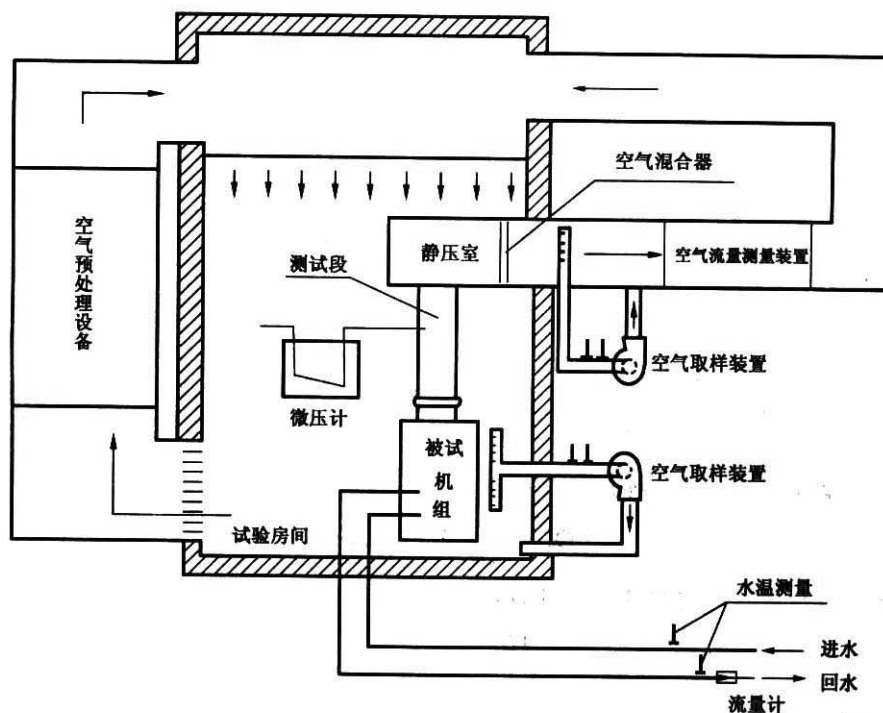 空气混合器
空气预处理设备
静压室
空气流量测量装置
测试段
空气取样装置
微压计
被试
机
组
空气取样装置
试验房间
水温测量
进水
回水
流量计